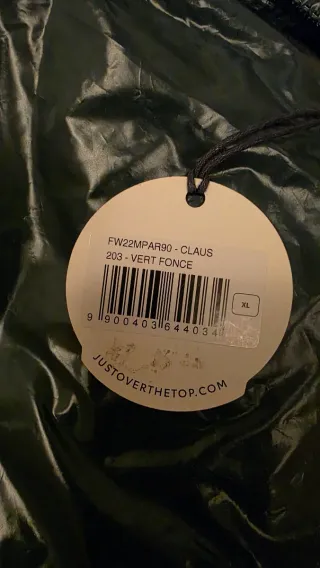 FW22MPAR90 - CLAUS
203 - VERT FONCE
XL
9 900403 644034
JUSTOVERTHETOP.COM